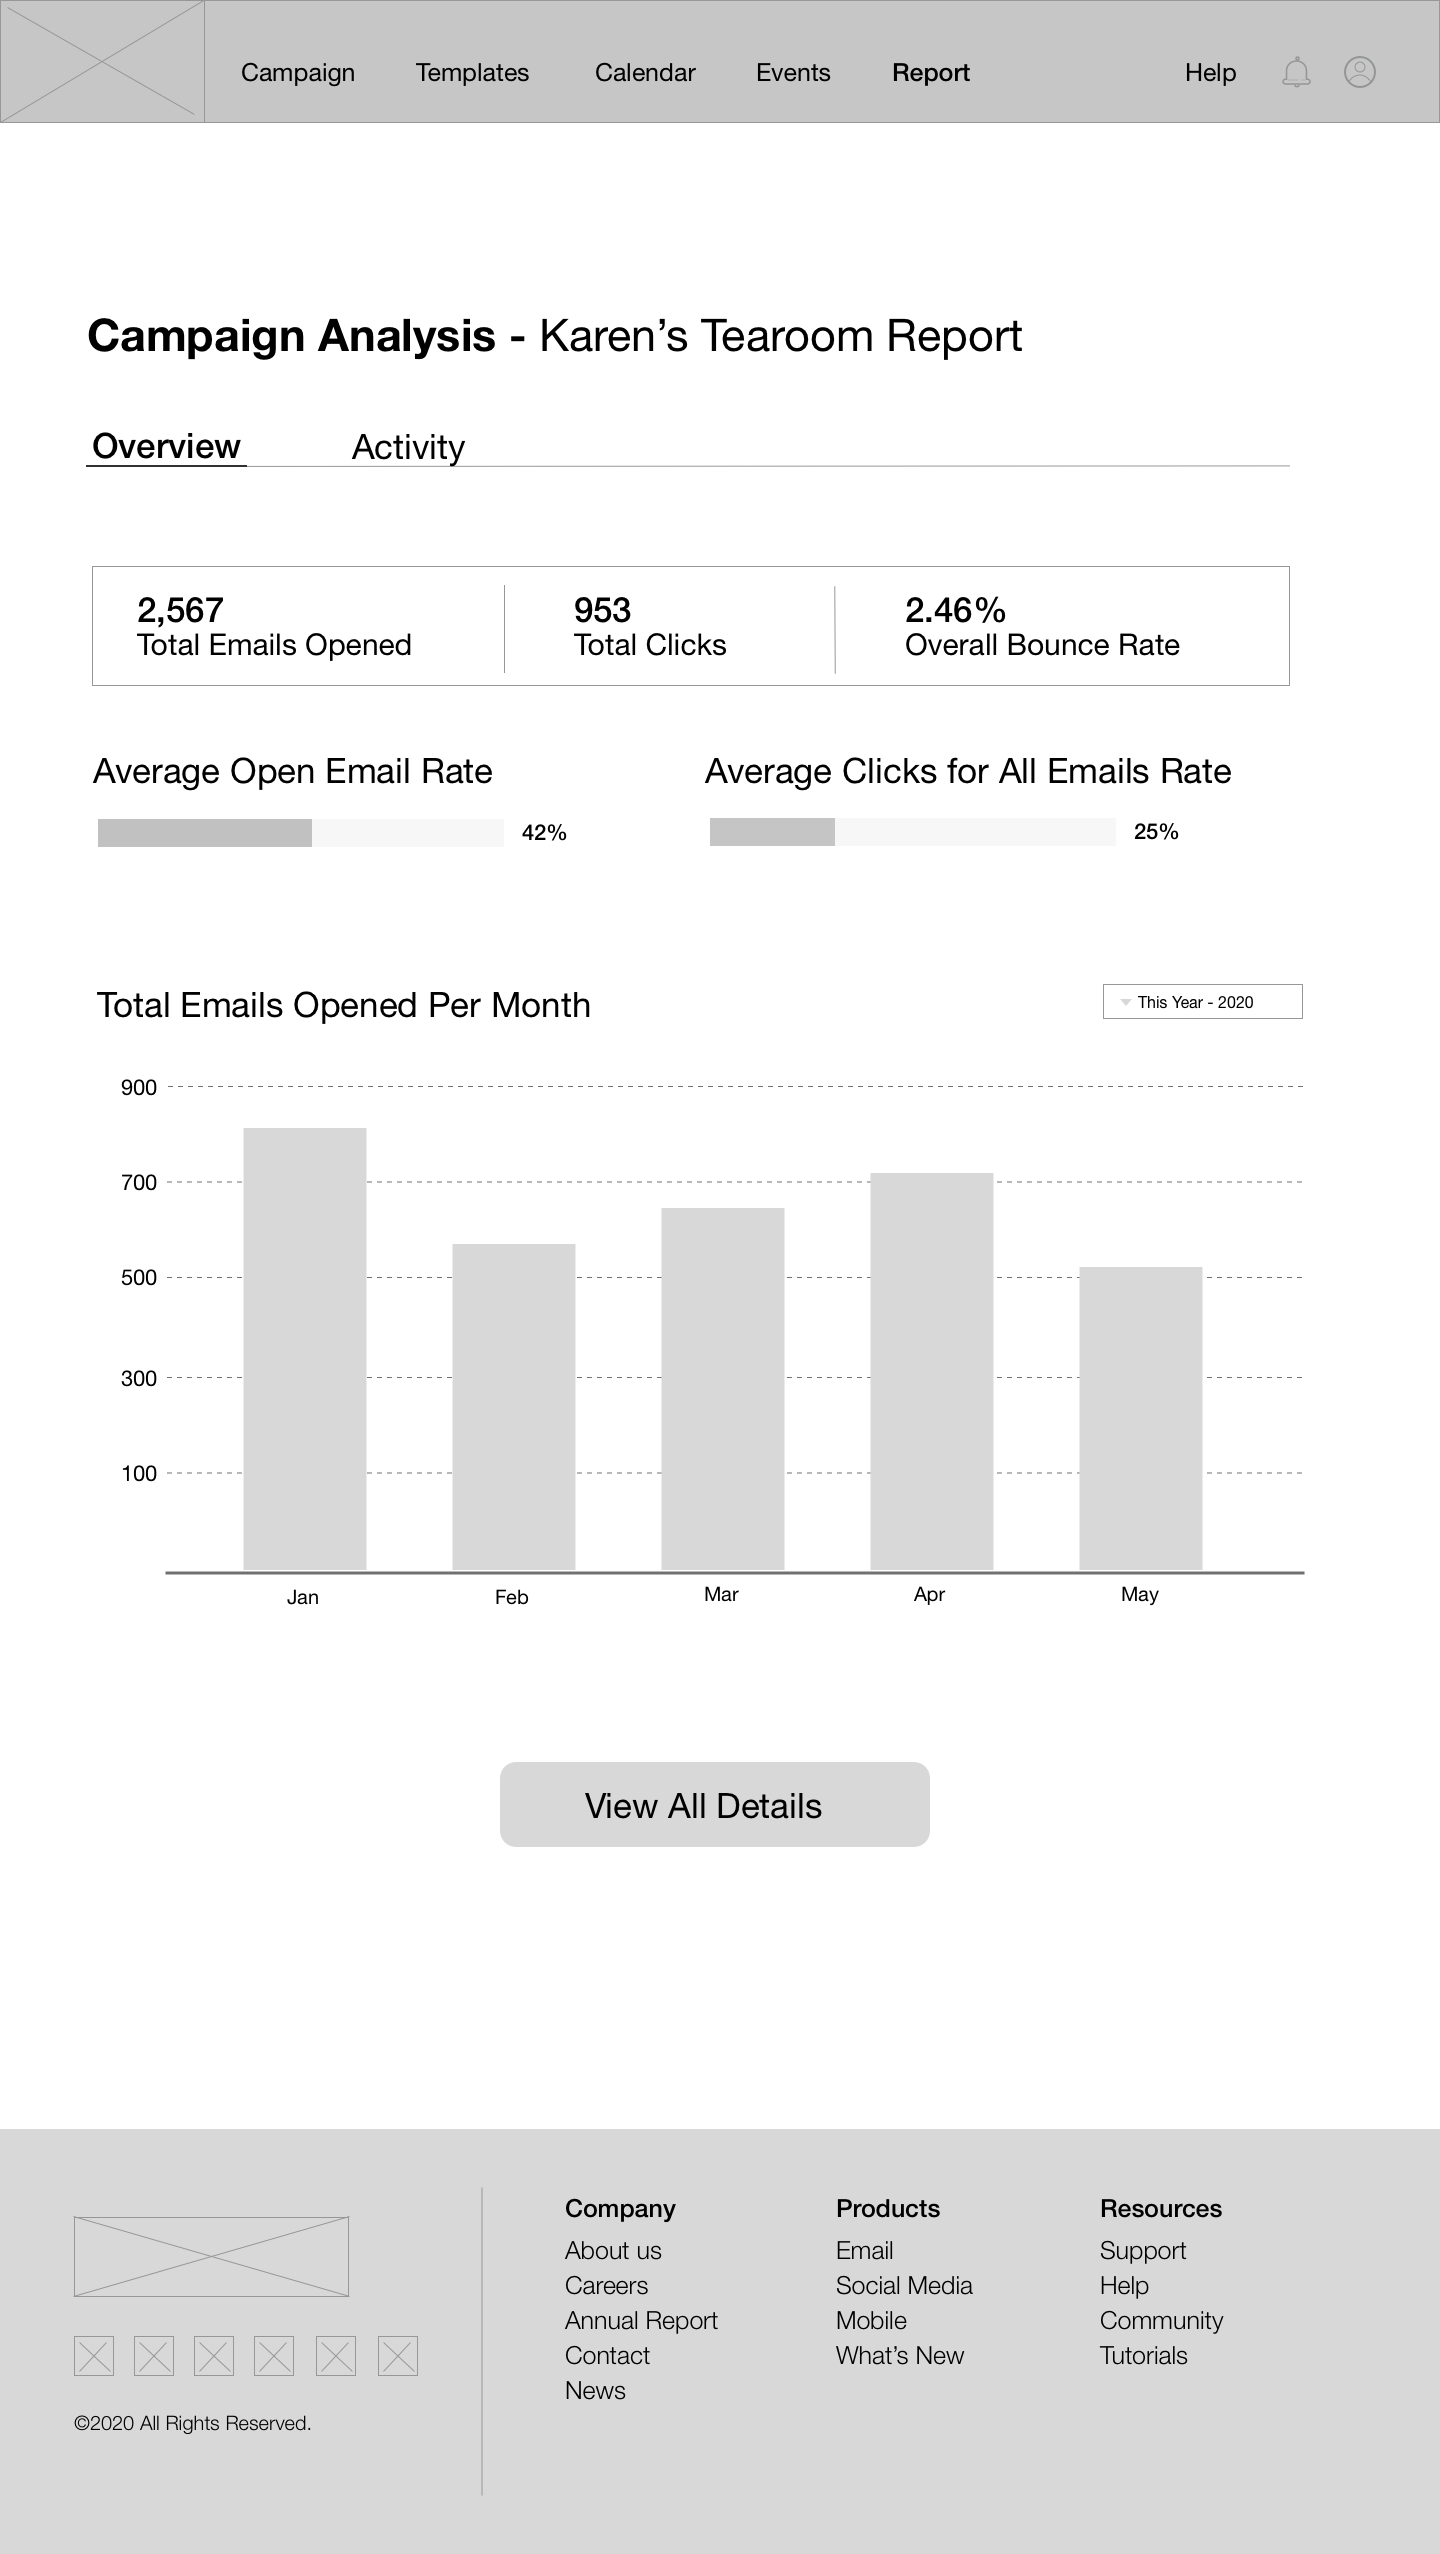 Campaign Templates Calendar Events Report Help
Campaign Analysis - Karen’s Tearoom Report
Overview Activity
2,567 953 2.46%
Total Emails Opened Total Clicks Overall Bounce Rate
Average Open Email Rate Average Clicks for All Emails Rate
42% 25%
Total Emails Opened Per Month This Year - 2020
900
700
500
300
100
Jan Feb Mar Apr May
View All Details
Company Products Resources
About us Email Support
Careers Social Media Help
Annual Report Mobile Community
Contact What’s New Tutorials
News
©2020 All Rights Reserved.